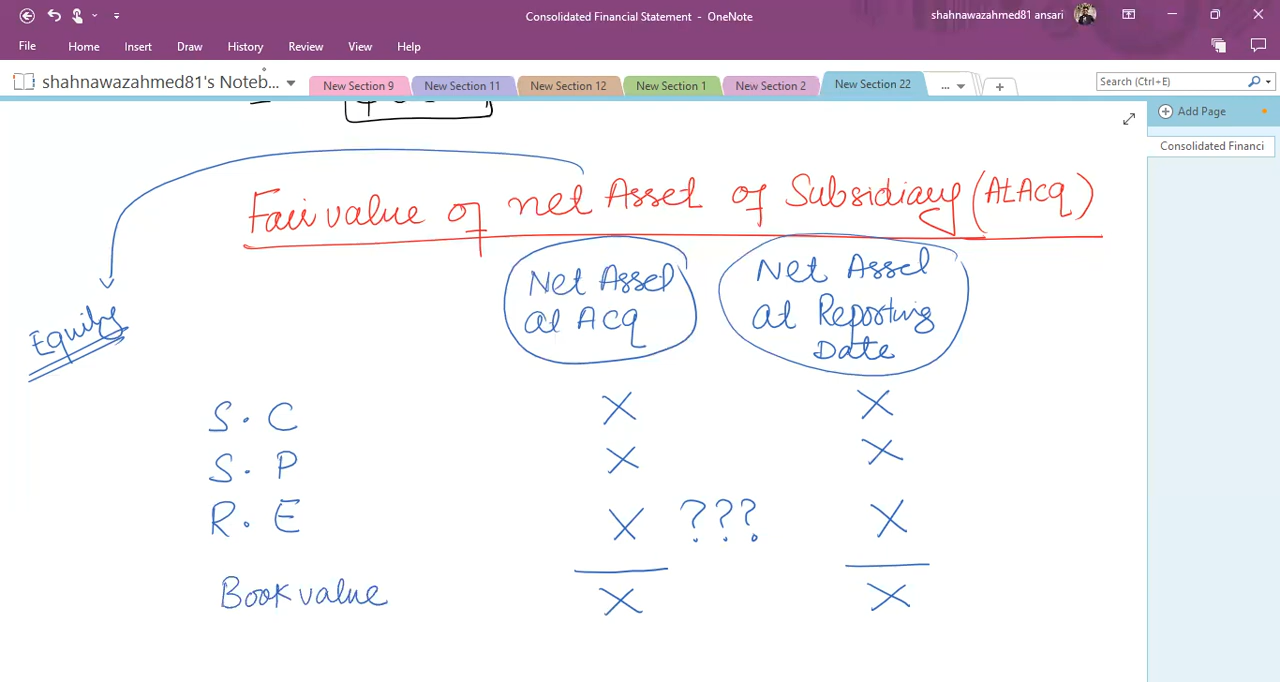 Consolidated Financial Statement - OneNote
shahnawazahmed81 ansari
File Home Insert Draw History Review View Help
shahnawazahmed81's Noteb...
New Section 9 New Section 11 New Section 12 New Section 1 New Section 2 New Section 22 ... +
Search (Ctrl+E)
Add Page
Consolidated Financi
Fair value of net Asset of Subsidiary (At Acq)
Net Asset
at Acq
Net Asset
at Reporting
Date
Equity
S. C X X
S. P X X
R. E X ??? X
Book value X X